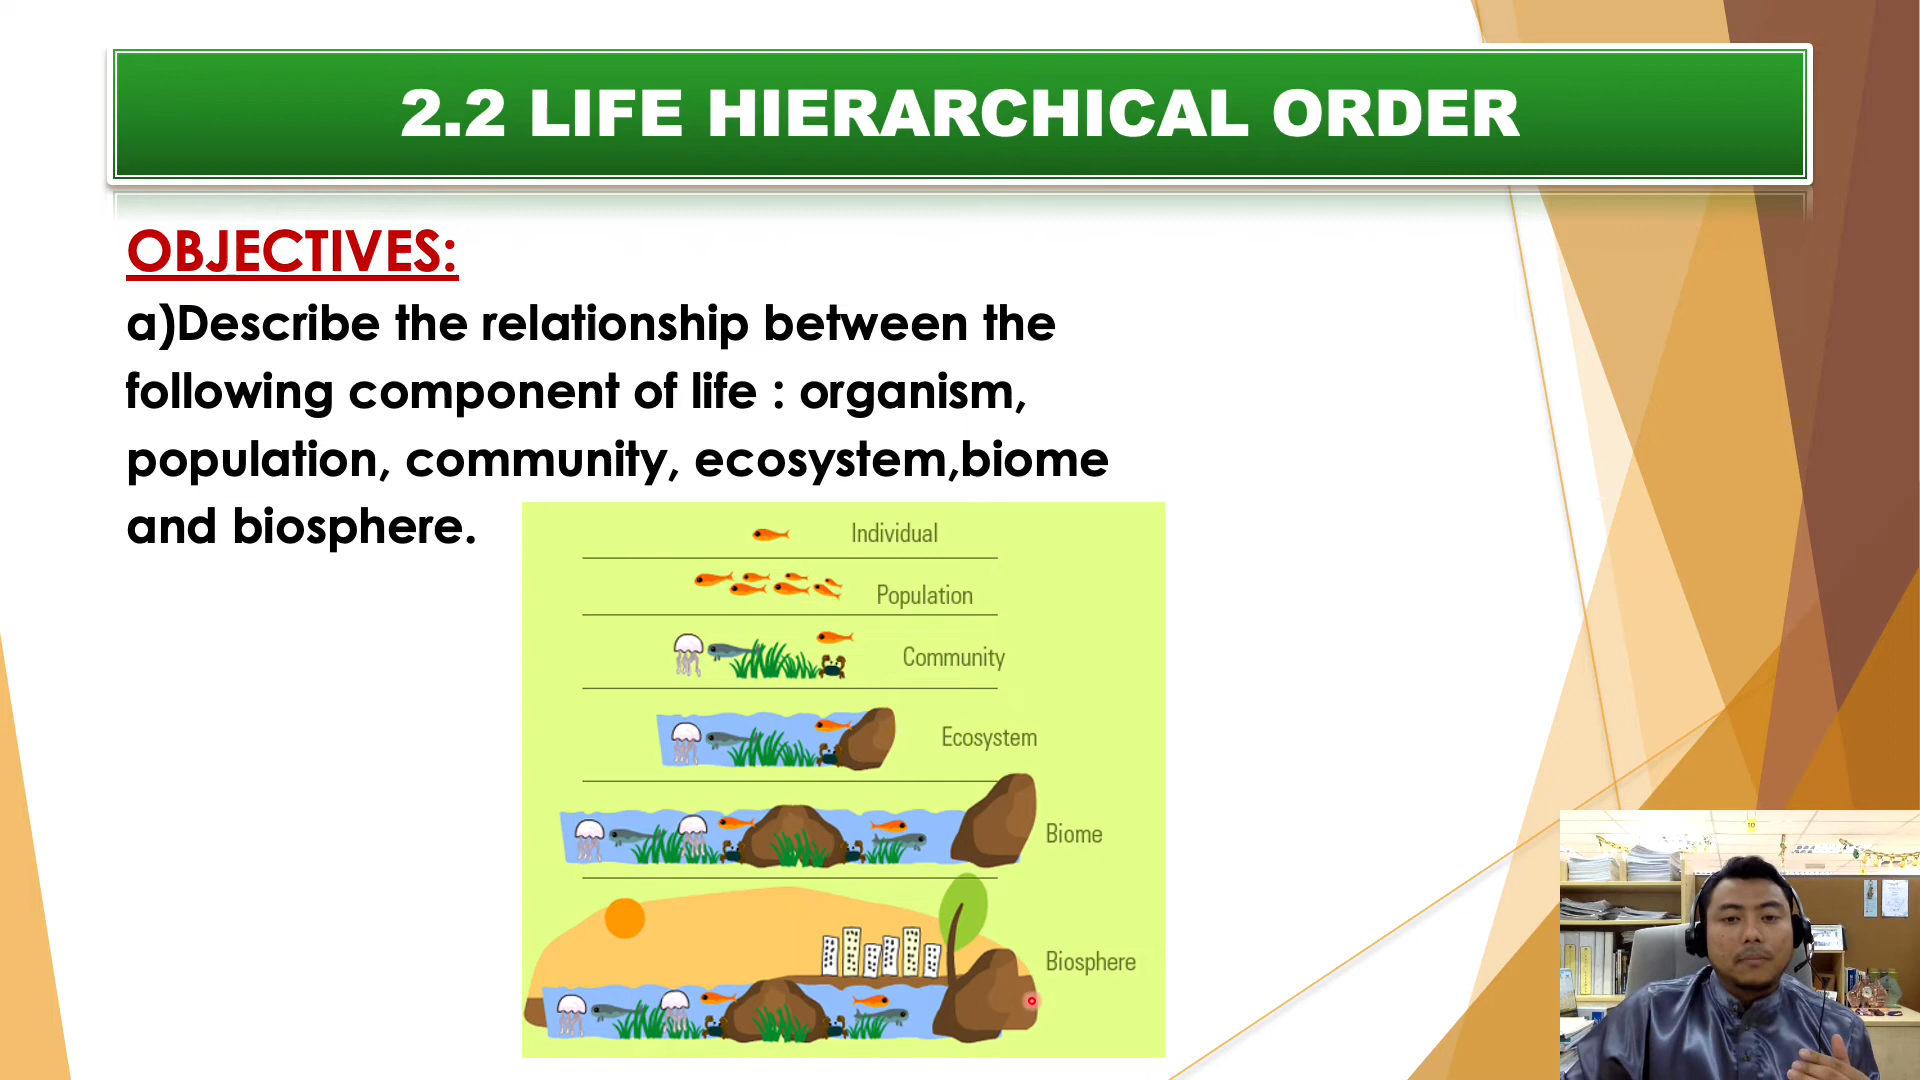 2.2 LIFE HIERARCHICAL ORDER
OBJECTIVES:
a)Describe the relationship between the
following component of life : organism,
population, community, ecosystem,biome
and biosphere.
Individual
Population
Community
Ecosystem
Biome
Biosphere